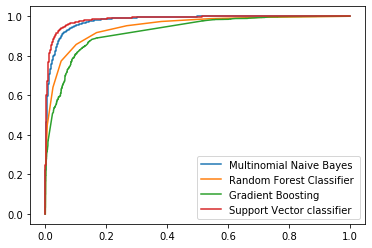 1.0
0.8
0.6
0.4
0.2
0.0
Multinomial Naive Bayes
Random Forest Classifier
Gradient Boosting
Support Vector classifier
0.0 0.2 0.4 0.6 0.8 1.0